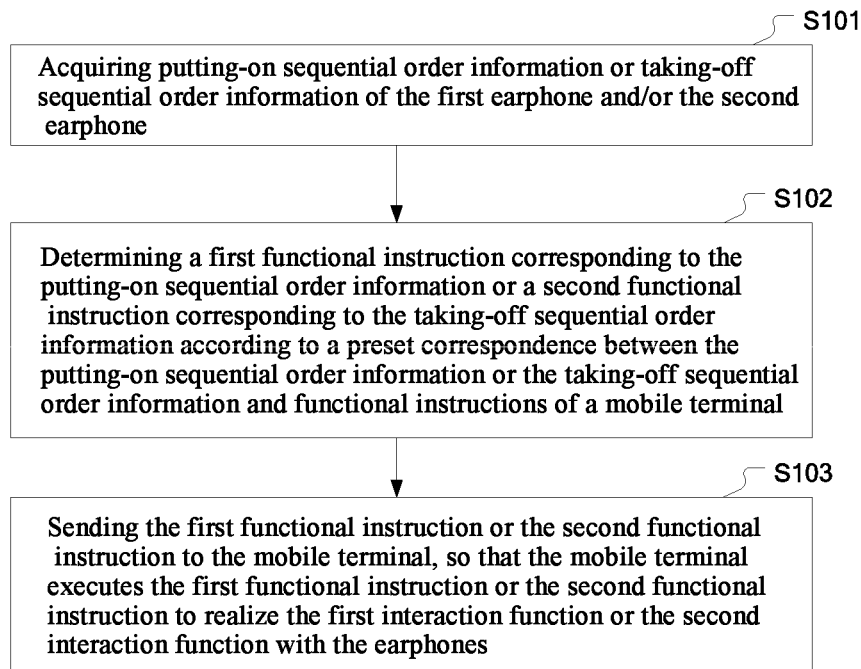 S101
Acquiring putting-on sequential order information or taking-off
sequential order information of the first earphone and/or the second
earphone
S102
Determining a first functional instruction corresponding to the
putting-on sequential order information or a second functional
instruction corresponding to the taking-off sequential order
information according to a preset correspondence between the
putting-on sequential order information or the taking-off sequential
order information and functional instructions of a mobile terminal
S103
Sending the first functional instruction or the second functional
instruction to the mobile terminal, so that the mobile terminal
executes the first functional instruction or the second functional
instruction to realize the first interaction function or the second
interaction function with the earphones